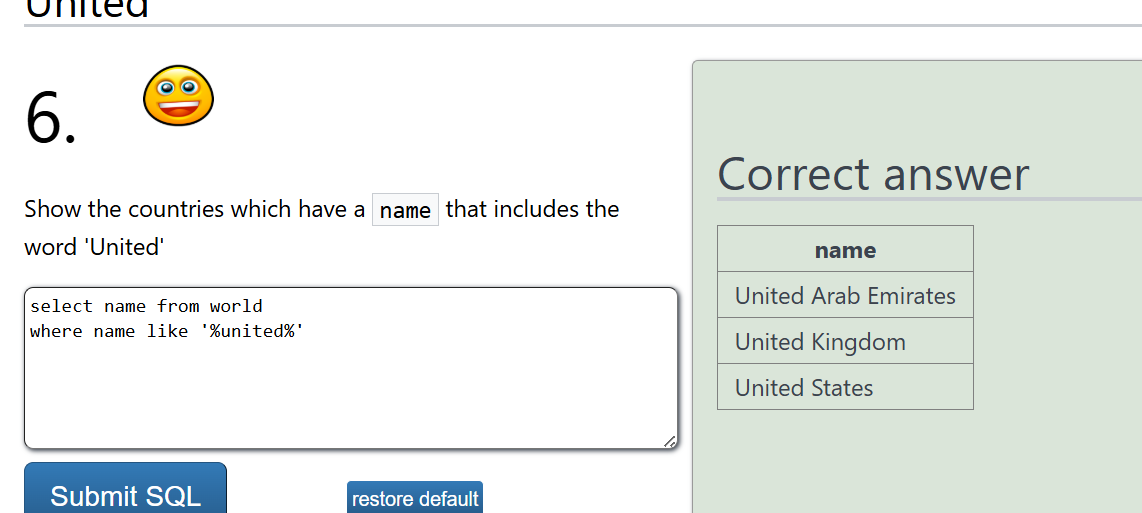 United
6.
Show the countries which have a name that includes the
word 'United'
select name from world
where name like '%united%'
Submit SQL
restore default
Correct answer
name
United Arab Emirates
United Kingdom
United States